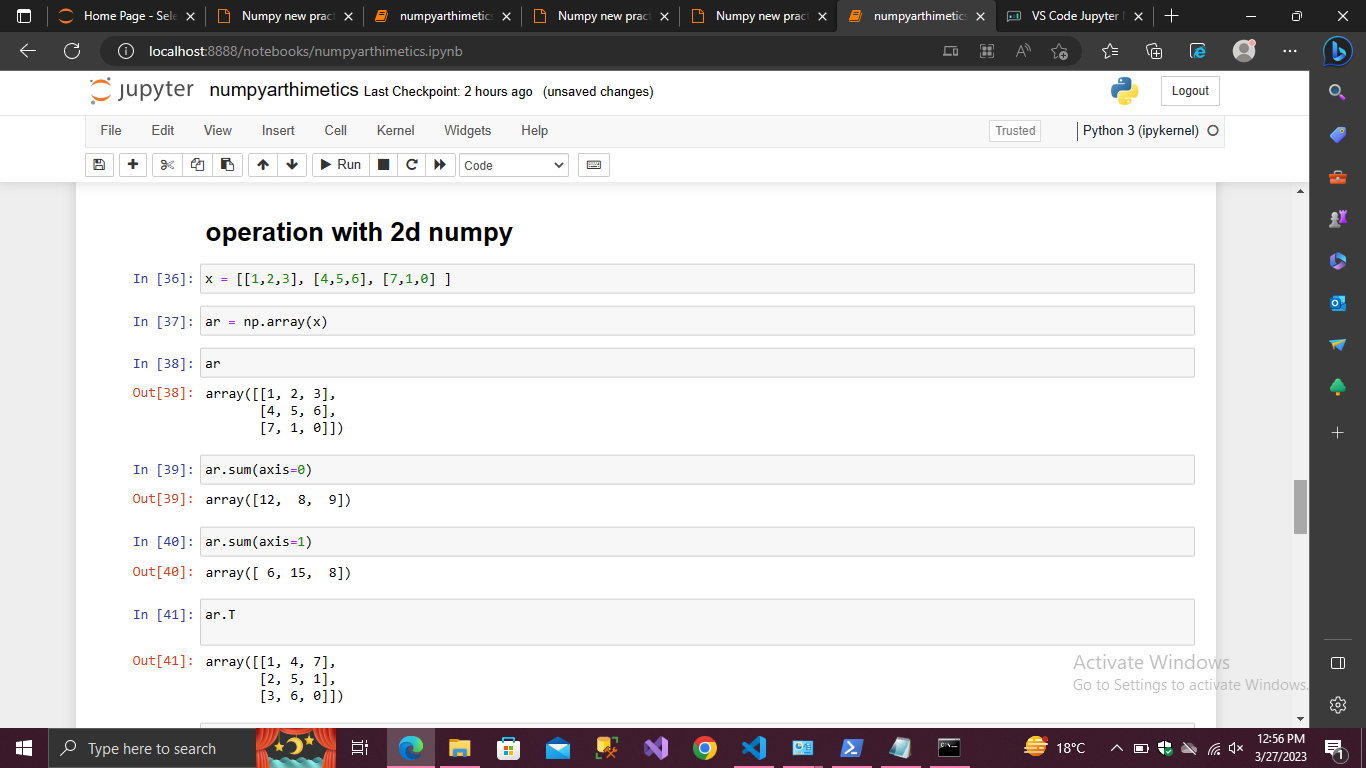 Home Page - Sele
Numpy new pract
numpyarthimetics
Numpy new pract
Numpy new pract
numpyarthimetics
VS Code Jupyter
localhost:8888/notebooks/numpyarthimetics.ipynb
jupyter numpyarthimetics Last Checkpoint: 2 hours ago (unsaved changes)
Logout
File Edit View Insert Cell Kernel Widgets Help
Trusted
Python 3 (ipykernel)
Run
Code
operation with 2d numpy
In [36]: x = [[1,2,3], [4,5,6], [7,1,0] ]
In [37]: ar = np.array(x)
In [38]: ar
Out[38]: array([[1, 2, 3],
[4, 5, 6],
[7, 1, 0]])
In [39]: ar.sum(axis=0)
Out[39]: array([12,  8,  9])
In [40]: ar.sum(axis=1)
Out[40]: array([ 6, 15,  8])
In [41]: ar.T
Out[41]: array([[1, 4, 7],
[2, 5, 1],
[3, 6, 0]])
Activate Windows
Go to Settings to activate Windows.
Type here to search
18°C
12:56 PM
3/27/2023
1